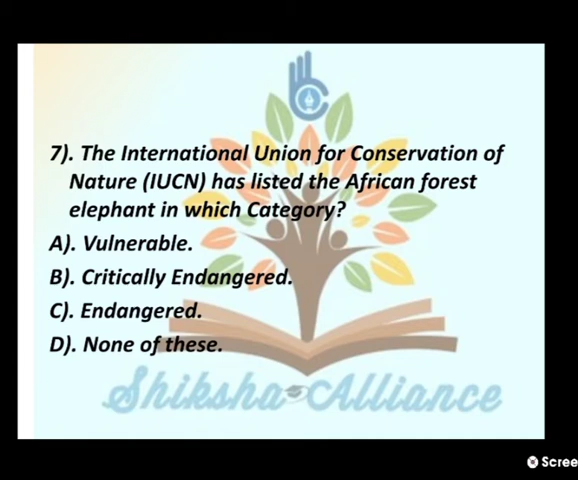 7). The International Union for Conservation of
Nature (IUCN) has listed the African forest
elephant in which Category?
A). Vulnerable.
B). Critically Endangered.
C). Endangered.
D). None of these.
Shiksha Alliance
Scree